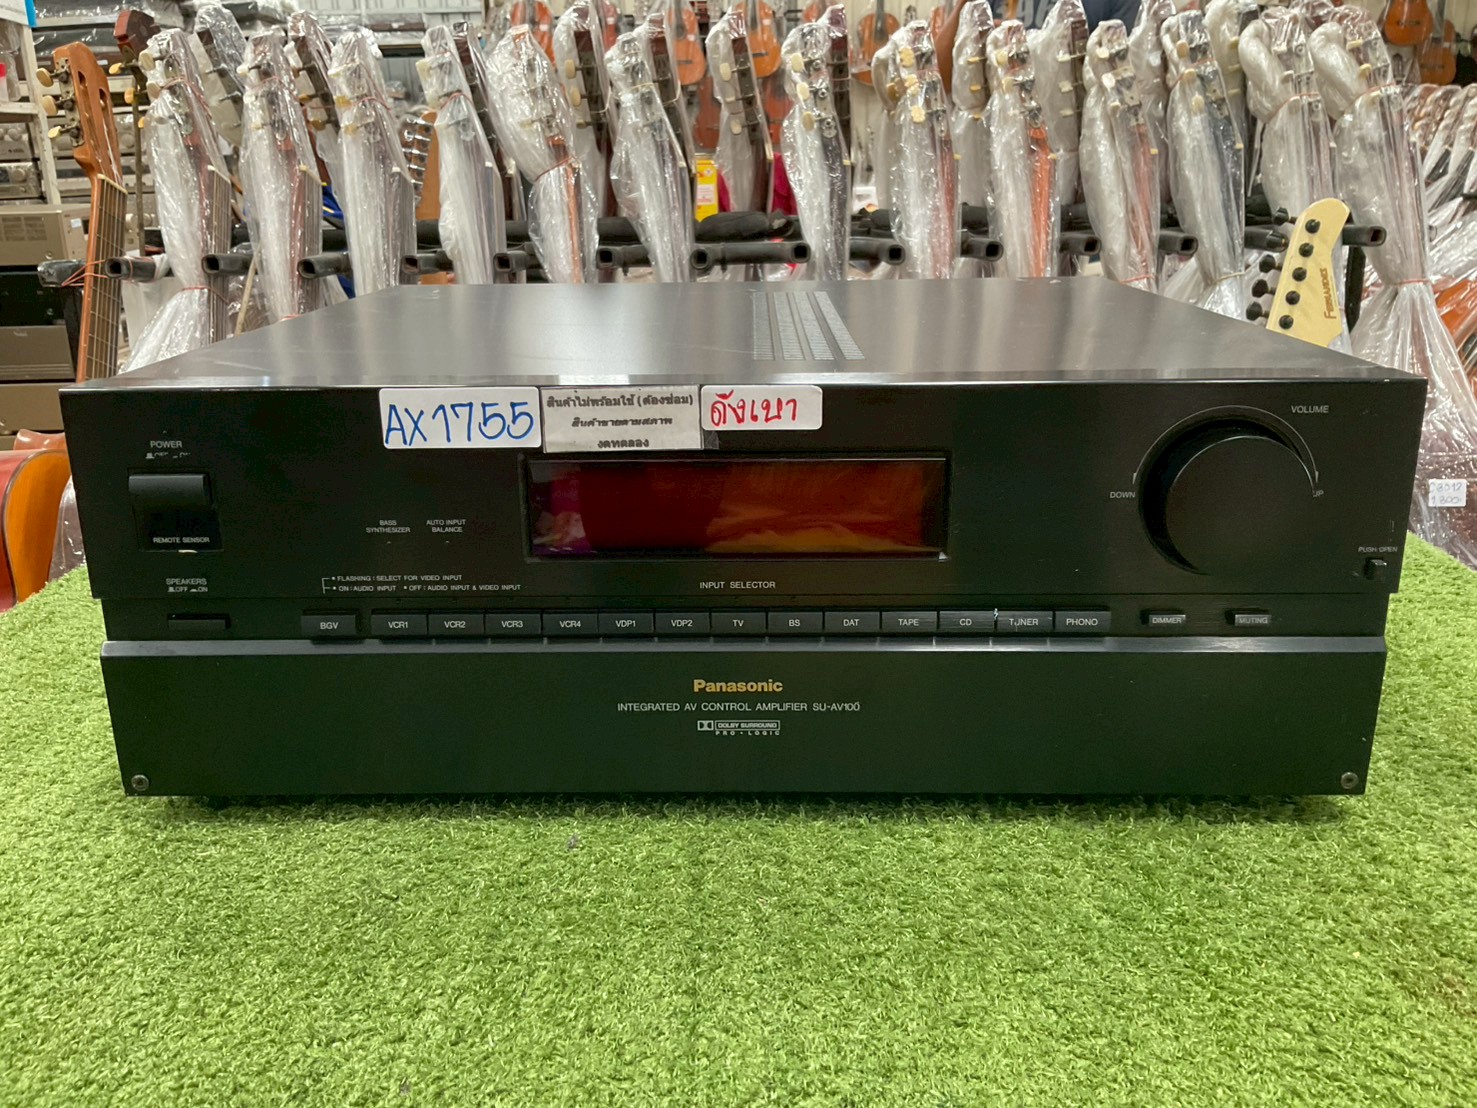 AX1755
สินค้าไม่พร้อมใช้ (ต้องซ่อม)
สินค้าขายตามสภาพ
งดทดลอง
ดังเบา
VOLUME
DOWN
UP
POWER
OFF ON
REMOTE SENSOR
BASS
SYNTHESIZER
AUTO INPUT
BALANCE
PUSH OPEN
SPEAKERS
OFF ON
• FLASHING : SELECT FOR VIDEO INPUT
• ON : AUDIO INPUT • OFF : AUDIO INPUT & VIDEO INPUT
INPUT SELECTOR
BGV VCR1 VCR2 VCR3 VCR4 VDP1 VDP2 TV BS DAT TAPE CD TUNER PHONO DIMMER MUTING
Panasonic
INTEGRATED AV CONTROL AMPLIFIER SU-AV100
DOLBY SURROUND
PRO • LOGIC
FERNANDES